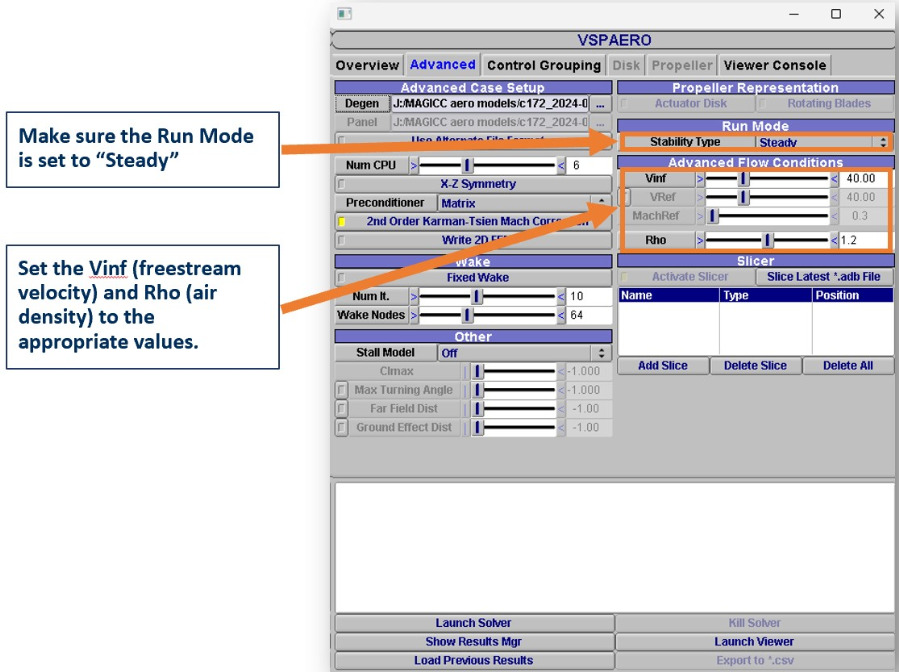 VSPAERO
Overview Advanced Control Grouping Disk Propeller Viewer Console
Make sure the Run Mode
is set to “Steady”
Set the Vinf (freestream
velocity) and Rho (air
density) to the
appropriate values.
Advanced Case Setup
Degen J:/MAGICC aero models/c172_2024-0 ...
Panel J:/MAGICC aero models/c172_2024-0 ...
Use Alternate File Format
Num CPU > < 6
X-Z Symmetry
Preconditioner Matrix
2nd Order Karman-Tsien Mach
Write 2D
Wake
Fixed Wake
Num It. > < 10
Wake Nodes > < 64
Other
Stall Model Off
Clmax < -1.000
Max Turning Angle < -1.000
Far Field Dist < -1.00
Ground Effect Dist < -1.00
Propeller Representation
Actuator Disk Rotating Blades
Run Mode
Stability Type Steady
Advanced Flow Conditions
Vinf > < 40.00
VRef > < 40.00
MachRef > < 0.3
Rho > < 1.2
Slicer
Activate Slicer Slice Latest *.adb File
Name Type Position
Add Slice Delete Slice Delete All
Launch Solver Kill Solver
Show Results Mgr Launch Viewer
Load Previous Results Export to *.csv